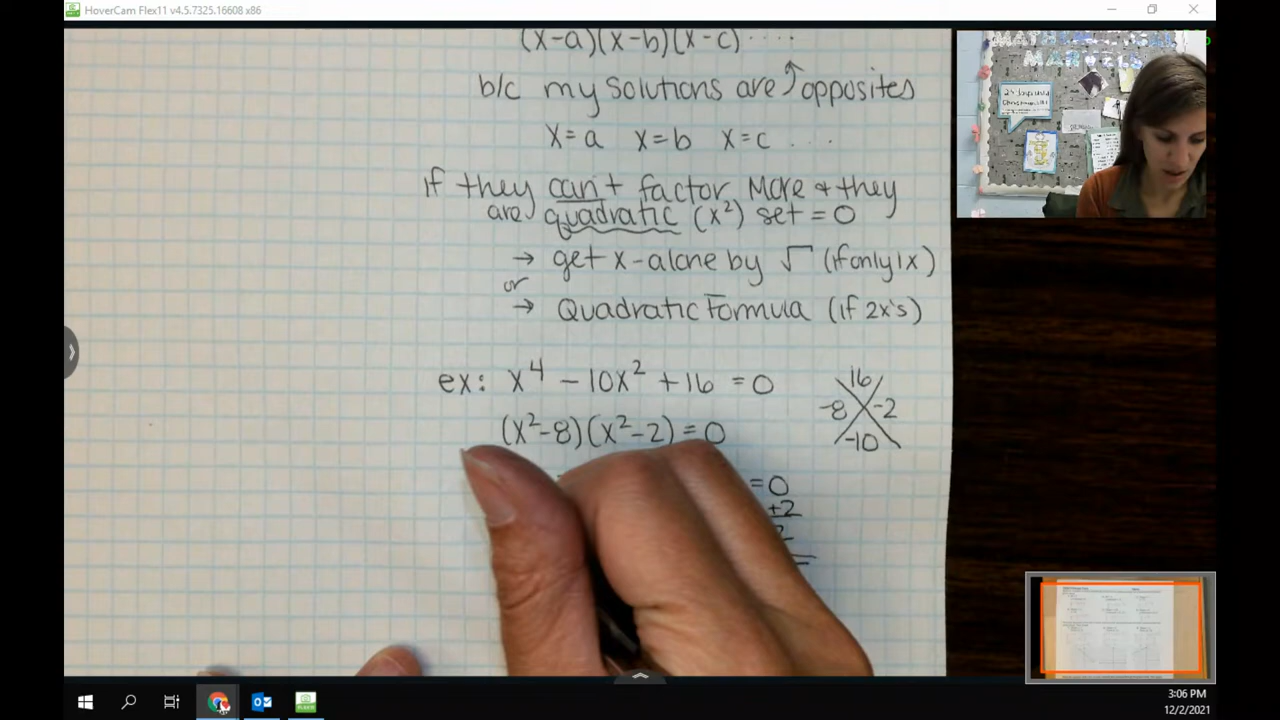 HoverCam Flex11 v4.5.7325.16608 x86
(x-a)(x-b)(x-c) ....
b/c my solutions are opposites
x=a x=b x=c ...
if they can't factor more & they
are quadratic (x²) set = 0
→ get x-alone by √ (if only 1 x)
or
→ Quadratic Formula (if 2x's)
ex: x⁴ - 10x² + 16 = 0
16
-8 -2
-10
(x²-8)(x²-2) = 0
=0
+2
3:06 PM
12/2/2021